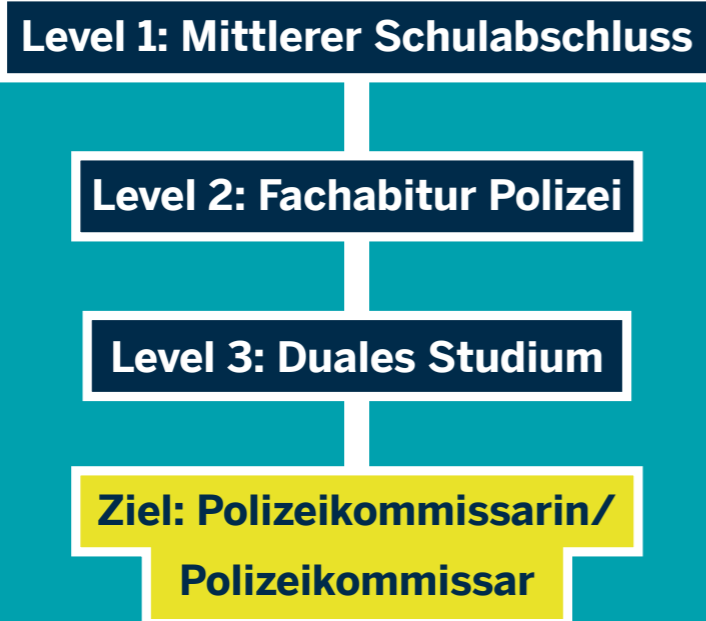 Level 1: Mittlerer Schulabschluss
Level 2: Fachabitur Polizei
Level 3: Duales Studium
Ziel: Polizeikommissarin/
Polizeikommissar